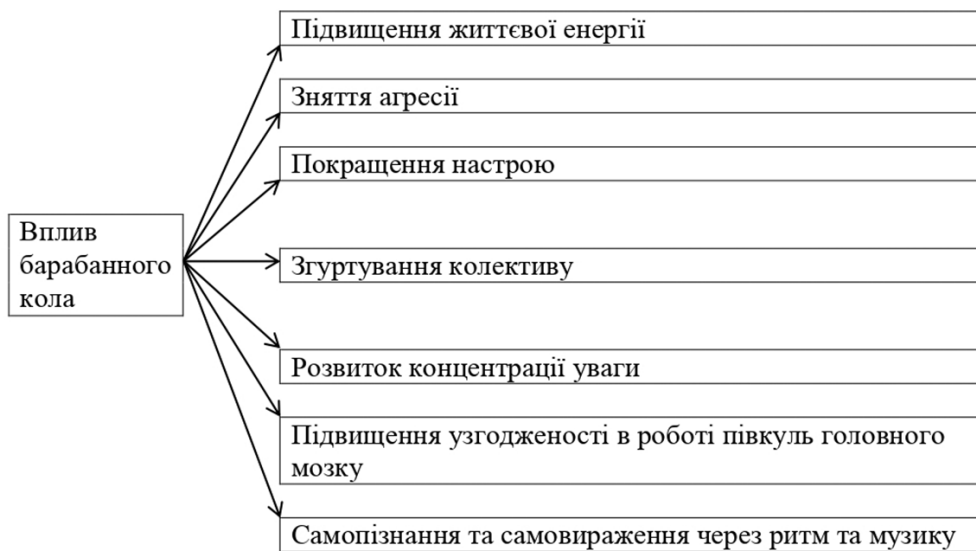 Підвищення життєвої енергії
Зняття агресії
Покращення настрою
Вплив
барабанного
кола
Згуртування колективу
Розвиток концентрації уваги
Підвищення узгодженості в роботі півкуль головного
мозку
Самопізнання та самовираження через ритм та музику